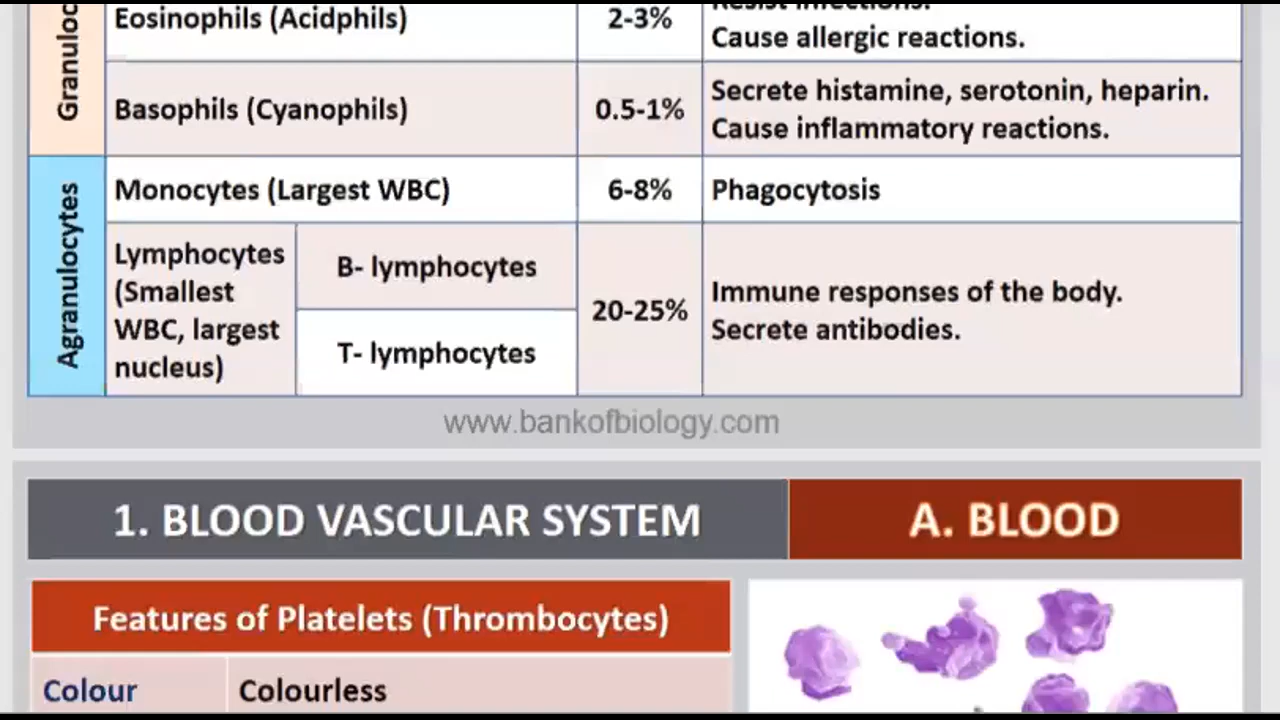 Granuloc
Eosinophils (Acidphils)
2-3%
Resist infections.
Cause allergic reactions.
Basophils (Cyanophils)
0.5-1%
Secrete histamine, serotonin, heparin.
Cause inflammatory reactions.
Agranulocytes
Monocytes (Largest WBC)
6-8%
Phagocytosis
Lymphocytes
(Smallest
WBC, largest
nucleus)
B- lymphocytes
T- lymphocytes
20-25%
Immune responses of the body.
Secrete antibodies.
www.bankofbiology.com
1. BLOOD VASCULAR SYSTEM
A. BLOOD
Features of Platelets (Thrombocytes)
Colour
Colourless